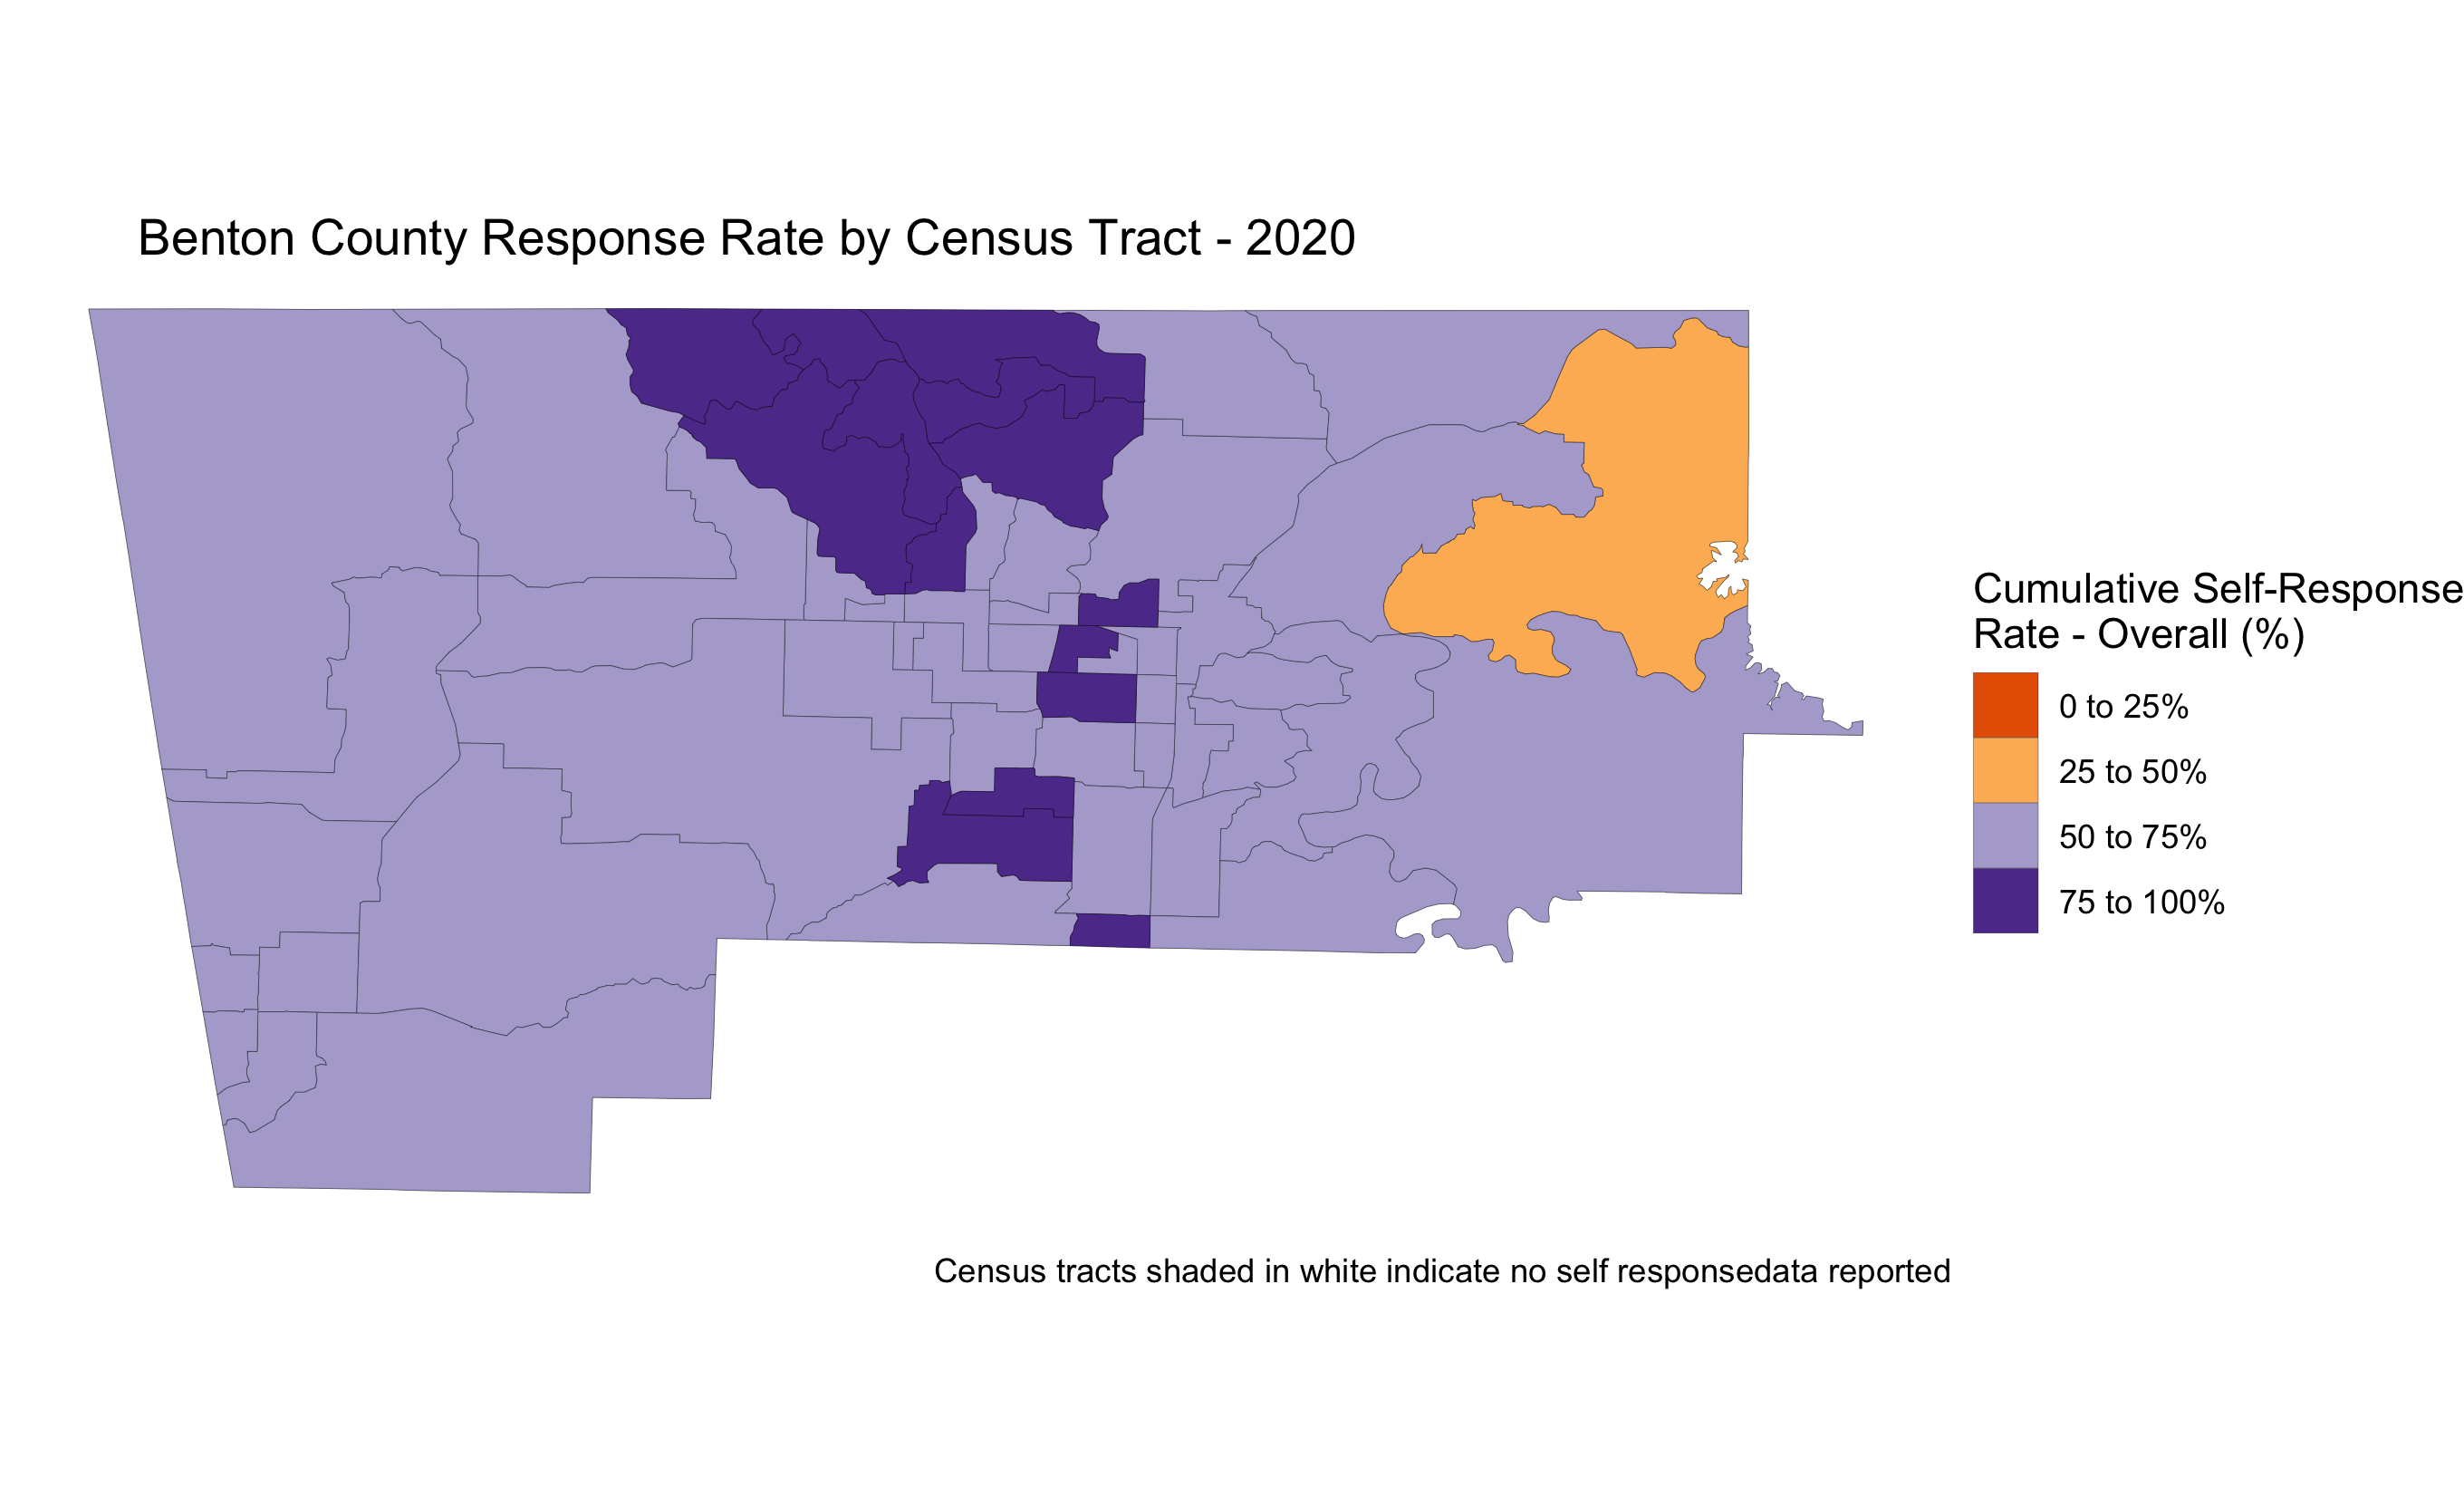 Benton County Response Rate by Census Tract - 2020
Cumulative Self-Response
Rate - Overall (%)
0 to 25%
25 to 50%
50 to 75%
75 to 100%
Census tracts shaded in white indicate no self responsedata reported